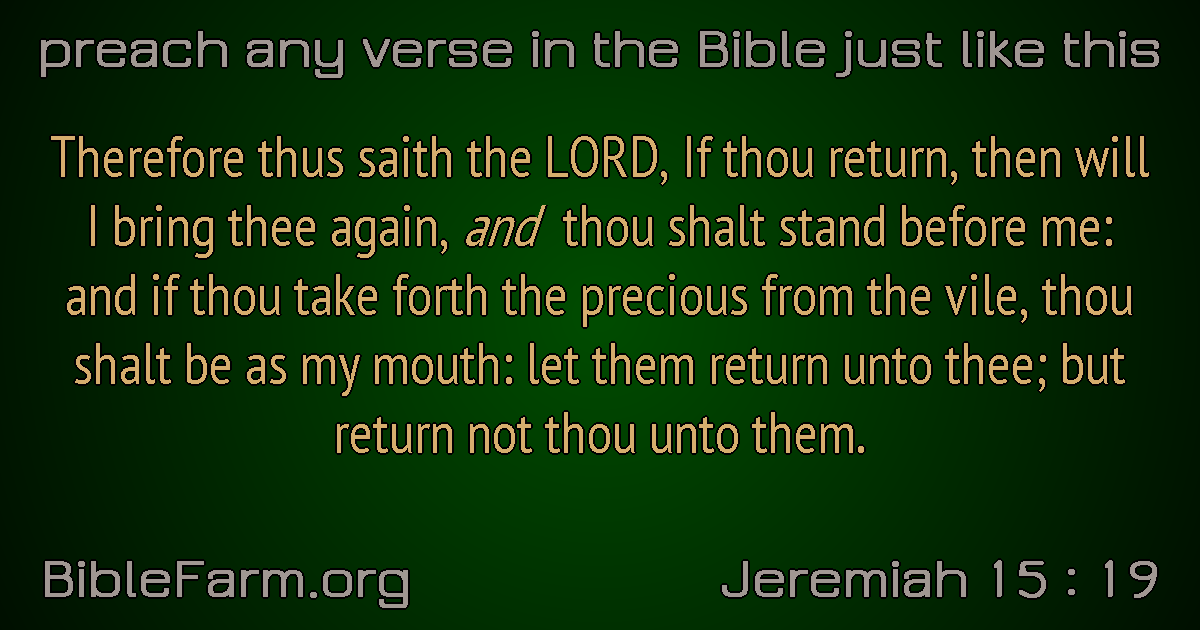 preach any verse in the Bible just like this
Therefore thus saith the LORD, If thou return, then will
I bring thee again, and thou shalt stand before me:
and if thou take forth the precious from the vile, thou
shalt be as my mouth: let them return unto thee; but
return not thou unto them.
BibleFarm.org
Jeremiah 15 : 19